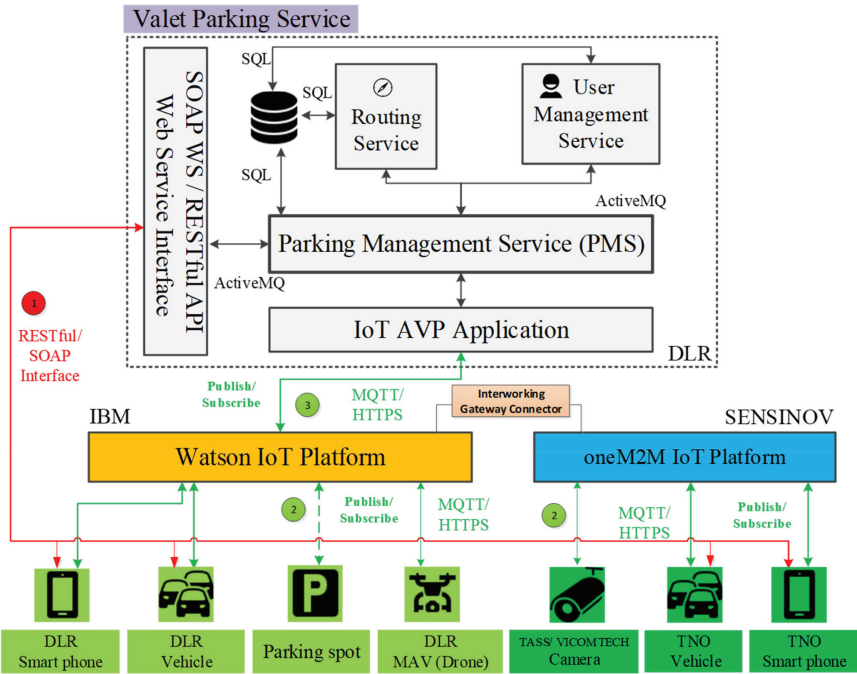 Valet Parking Service
SOAP WS / RESTful API
Web Service Interface
SQL
SQL
SQL
Routing
Service
User
Management
Service
ActiveMQ
Parking Management Service (PMS)
ActiveMQ
IoT AVP Application
DLR
1
RESTful/
SOAP
Interface
Publish/
Subscribe
3
MQTT/
HTTPS
Interworking
Gateway Connector
IBM
SENSINOV
Watson IoT Platform
oneM2M IoT Platform
2
Publish/
Subscribe
MQTT/
HTTPS
2
MQTT/
HTTPS
Publish/
Subscribe
P
DLR
Smart phone
DLR
Vehicle
Parking spot
DLR
MAV (Drone)
TASS/ VICOMTECH
Camera
TNO
Vehicle
TNO
Smart phone